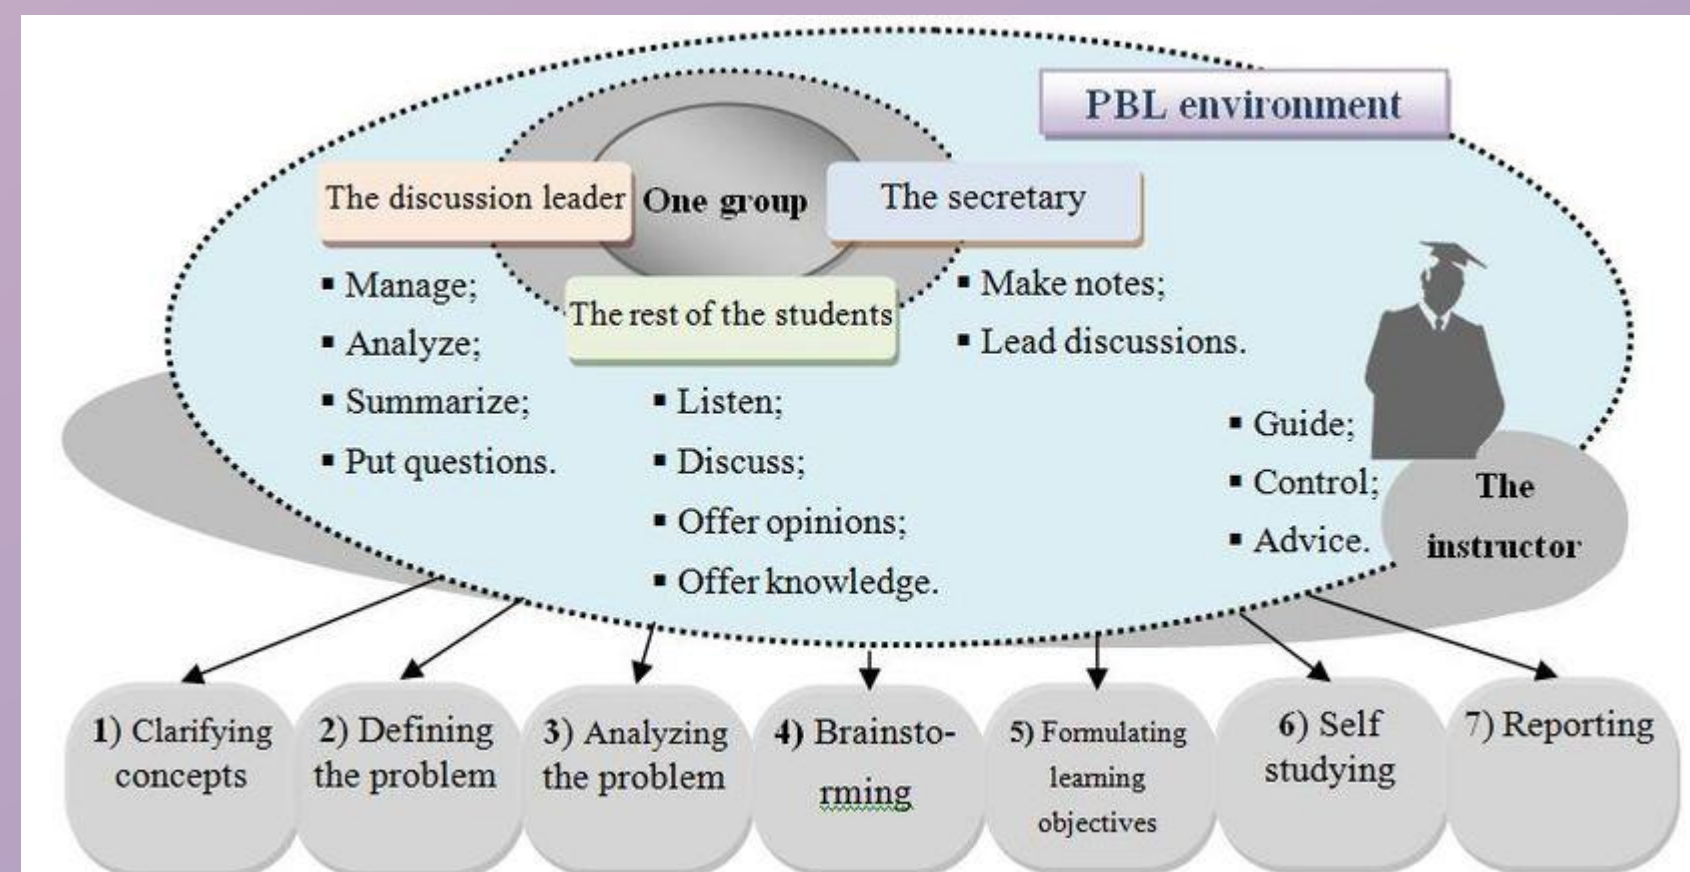 PBL environment
The discussion leader
One group
The secretary
▪ Manage;
▪ Analyze;
▪ Summarize;
▪ Put questions.
The rest of the students
▪ Listen;
▪ Discuss;
▪ Offer opinions;
▪ Offer knowledge.
▪ Make notes;
▪ Lead discussions.
▪ Guide;
▪ Control;
▪ Advice.
The
instructor
1) Clarifying
concepts
2) Defining
the problem
3) Analyzing
the problem
4) Brainsto-
rming
5) Formulating
learning
objectives
6) Self
studying
7) Reporting